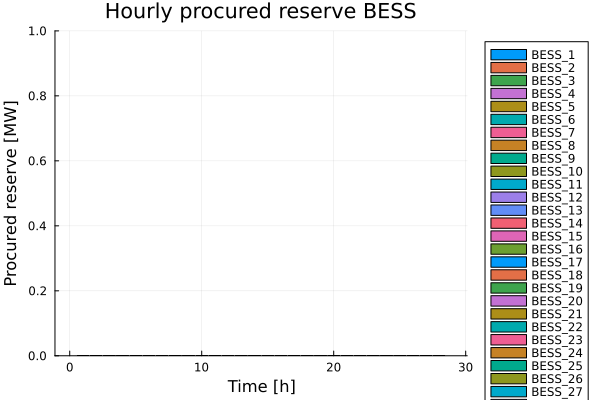 Hourly procured reserve BESS
Procured reserve [MW]
1.0
0.8
0.6
0.4
0.2
0.0
0 10 20 30
Time [h]
BESS_1
BESS_2
BESS_3
BESS_4
BESS_5
BESS_6
BESS_7
BESS_8
BESS_9
BESS_10
BESS_11
BESS_12
BESS_13
BESS_14
BESS_15
BESS_16
BESS_17
BESS_18
BESS_19
BESS_20
BESS_21
BESS_22
BESS_23
BESS_24
BESS_25
BESS_26
BESS_27